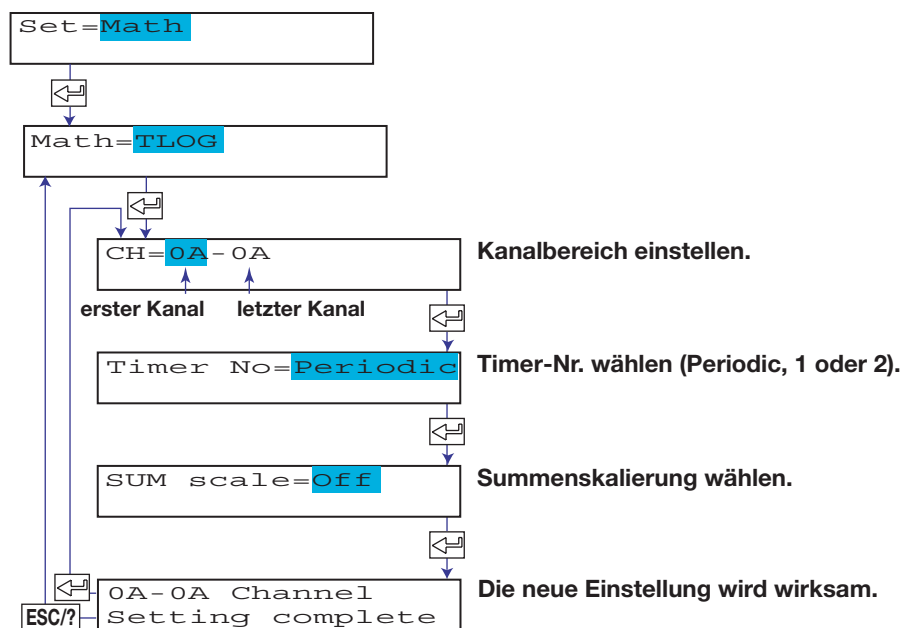 Set=Math
Math=TLOG
CH=0A-0A
Kanalbereich einstellen.
erster Kanal letzter Kanal
Timer No=Periodic
Timer-Nr. wählen (Periodic, 1 oder 2).
SUM scale=Off
Summenskalierung wählen.
0A-0A Channel
Setting complete
Die neue Einstellung wird wirksam.
ESC/?